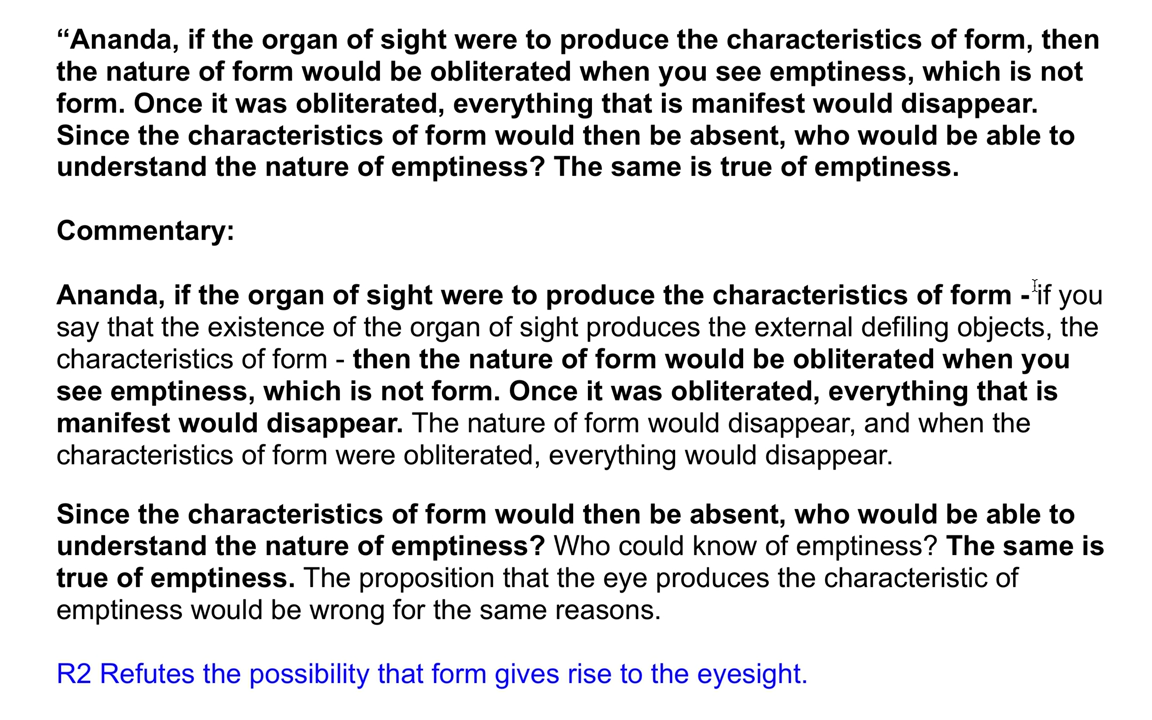 “Ananda, if the organ of sight were to produce the characteristics of form, then
the nature of form would be obliterated when you see emptiness, which is not
form. Once it was obliterated, everything that is manifest would disappear.
Since the characteristics of form would then be absent, who would be able to
understand the nature of emptiness? The same is true of emptiness.
Commentary:
Ananda, if the organ of sight were to produce the characteristics of form - if you
say that the existence of the organ of sight produces the external defiling objects, the
characteristics of form - then the nature of form would be obliterated when you
see emptiness, which is not form. Once it was obliterated, everything that is
manifest would disappear. The nature of form would disappear, and when the
characteristics of form were obliterated, everything would disappear.
Since the characteristics of form would then be absent, who would be able to
understand the nature of emptiness? Who could know of emptiness? The same is
true of emptiness. The proposition that the eye produces the characteristic of
emptiness would be wrong for the same reasons.
R2 Refutes the possibility that form gives rise to the eyesight.